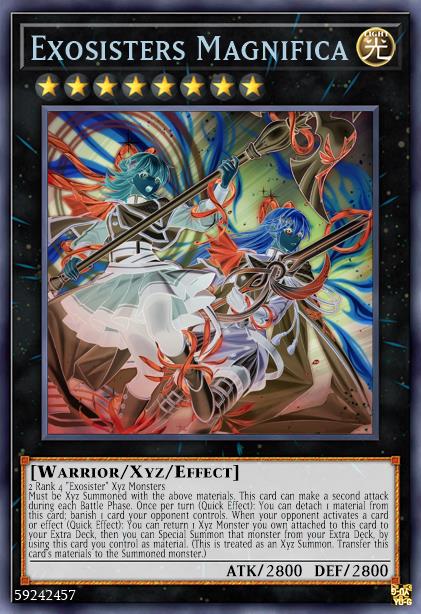 EXOSISTERS MAGNIFICA
LIGHT
光
[WARRIOR/XYZ/EFFECT]
2 Rank 4 "Exosister" Xyz Monsters
Must be Xyz Summoned with the above materials. This card can make a second attack
during each Battle Phase. Once per turn (Quick Effect): You can detach 1 material from
this card; banish 1 card your opponent controls. When your opponent activates a card
or effect (Quick Effect): You can return 1 Xyz Monster you own attached to this card to
your Extra Deck, then you can Special Summon that monster from your Extra Deck, by
using this card you control as material. (This is treated as an Xyz Summon. Transfer this
card's materials to the Summoned monster.)
ATK/2800 DEF/2800
59242457